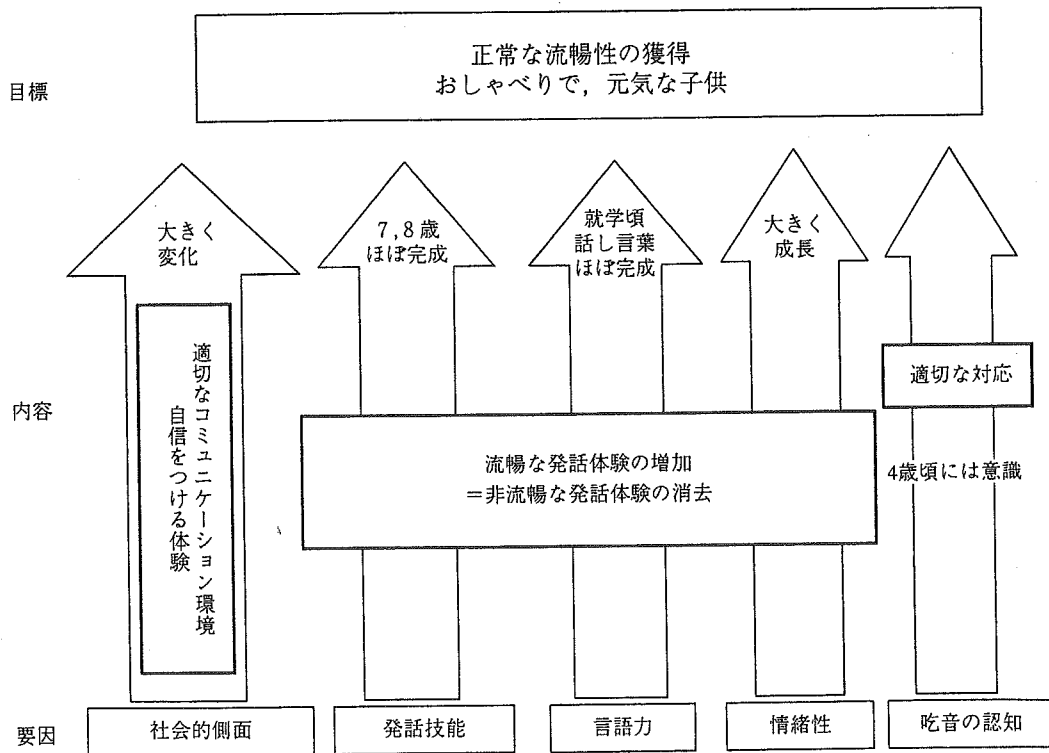 目標
正常な流暢性の獲得
おしゃべりで，元気な子供
大きく
変化
7，8歳
ほぼ完成
就学頃
話し言葉
ほぼ完成
大きく
成長
内容
適切なコミュニケーション環境
自信をつける体験
流暢な発話体験の増加
＝非流暢な発話体験の消去
適切な対応
4歳頃には意識
要因
社会的側面
発話技能
言語力
情緒性
吃音の認知